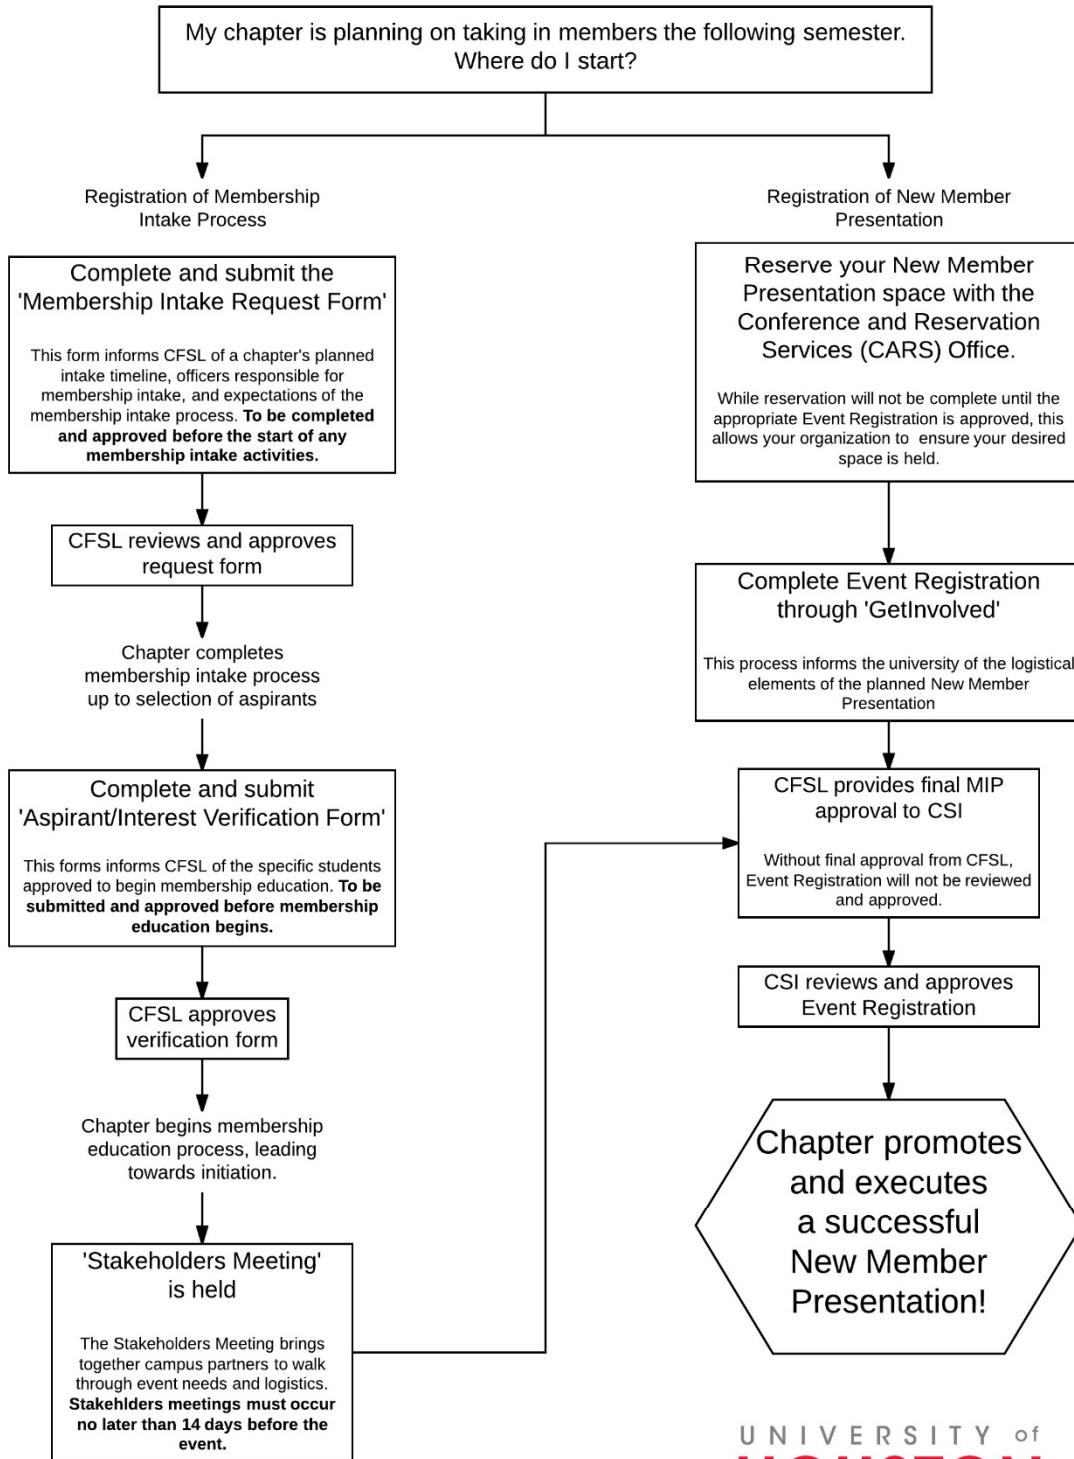 My chapter is planning on taking in members the following semester.
Where do I start?
Registration of Membership
Intake Process
Complete and submit the
'Membership Intake Request Form'
This form informs CFSL of a chapter's planned
intake timeline, officers responsible for
membership intake, and expectations of the
membership intake process. To be completed
and approved before the start of any
membership intake activities.
CFSL reviews and approves
request form
Chapter completes
membership intake process
up to selection of aspirants
Complete and submit
'Aspirant/Interest Verification Form'
This forms informs CFSL of the specific students
approved to begin membership education. To be
submitted and approved before membership
education begins.
CFSL approves
verification form
Chapter begins membership
education process, leading
towards initiation.
'Stakeholders Meeting'
is held
The Stakeholders Meeting brings
together campus partners to walk
through event needs and logistics.
Stakehlders meetings must occur
no later than 14 days before the
event.
Registration of New Member
Presentation
Reserve your New Member
Presentation space with the
Conference and Reservation
Services (CARS) Office.
While reservation will not be complete until the
appropriate Event Registration is approved, this
allows your organization to  ensure your desired
space is held.
Complete Event Registration
through 'GetInvolved'
This process informs the university of the logistical
elements of the planned New Member
Presentation
CFSL provides final MIP
approval to CSI
Without final approval from CFSL,
Event Registration will not be reviewed
and approved.
CSI reviews and approves
Event Registration
Chapter promotes
and executes
a successful
New Member
Presentation!
UNIVERSITY of
HOUSTON